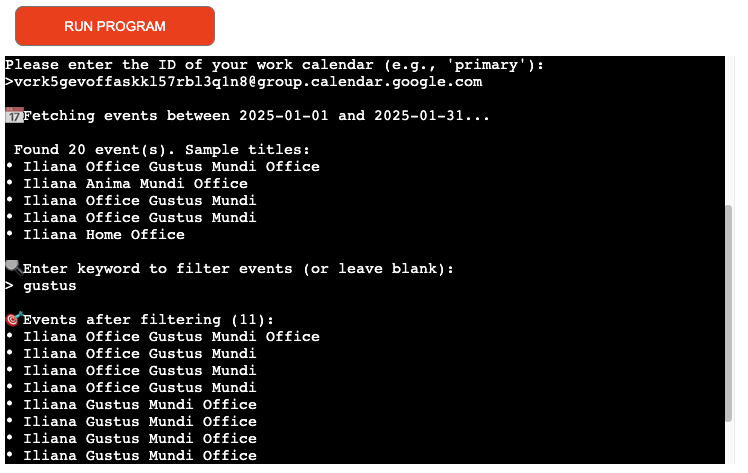 RUN PROGRAM
Please enter the ID of your work calendar (e.g., 'primary'):
>vcrk5gevoffaskkl57rbl3q1n8@group.calendar.google.com
17 Fetching events between 2025-01-01 and 2025-01-31...
Found 20 event(s). Sample titles:
• Iliana Office Gustus Mundi Office
• Iliana Anima Mundi Office
• Iliana Office Gustus Mundi
• Iliana Office Gustus Mundi
• Iliana Home Office
Enter keyword to filter events (or leave blank):
> gustus
Events after filtering (11):
• Iliana Office Gustus Mundi Office
• Iliana Office Gustus Mundi
• Iliana Office Gustus Mundi
• Iliana Office Gustus Mundi
• Iliana Gustus Mundi Office
• Iliana Gustus Mundi Office
• Iliana Gustus Mundi Office
• Iliana Gustus Mundi Office